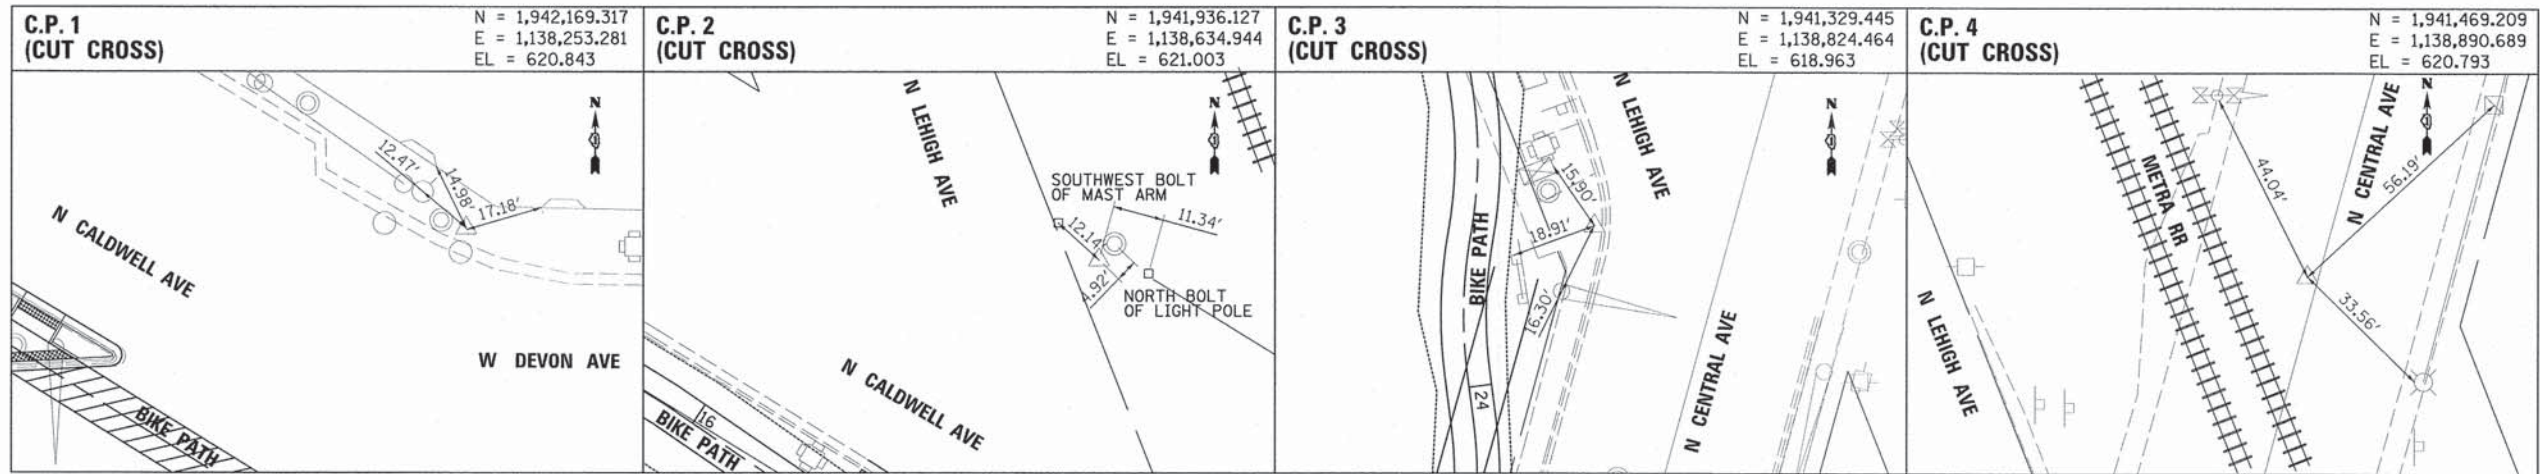 C.P. 1
(CUT CROSS)
N = 1,942,169.317
E = 1,138,253.281
EL = 620.843
N
12.47'
14.98'
17.18'
N CALDWELL AVE
W DEVON AVE
BIKE PATH
C.P. 2
(CUT CROSS)
N = 1,941,936.127
E = 1,138,634.944
EL = 621.003
N LEHIGH AVE
N
SOUTHWEST BOLT
OF MAST ARM
11.34'
12.14'
4.92'
NORTH BOLT
OF LIGHT POLE
N CALDWELL AVE
16
BIKE PATH
C.P. 3
(CUT CROSS)
N = 1,941,329.445
E = 1,138,824.464
EL = 618.963
N LEHIGH AVE
N
15.90'
18.91'
BIKE PATH
16.30'
24
N CENTRAL AVE
C.P. 4
(CUT CROSS)
N = 1,941,469.209
E = 1,138,890.689
EL = 620.793
N
N CENTRAL AVE
METRA RR
44.04'
56.19'
33.56'
N LEHIGH AVE